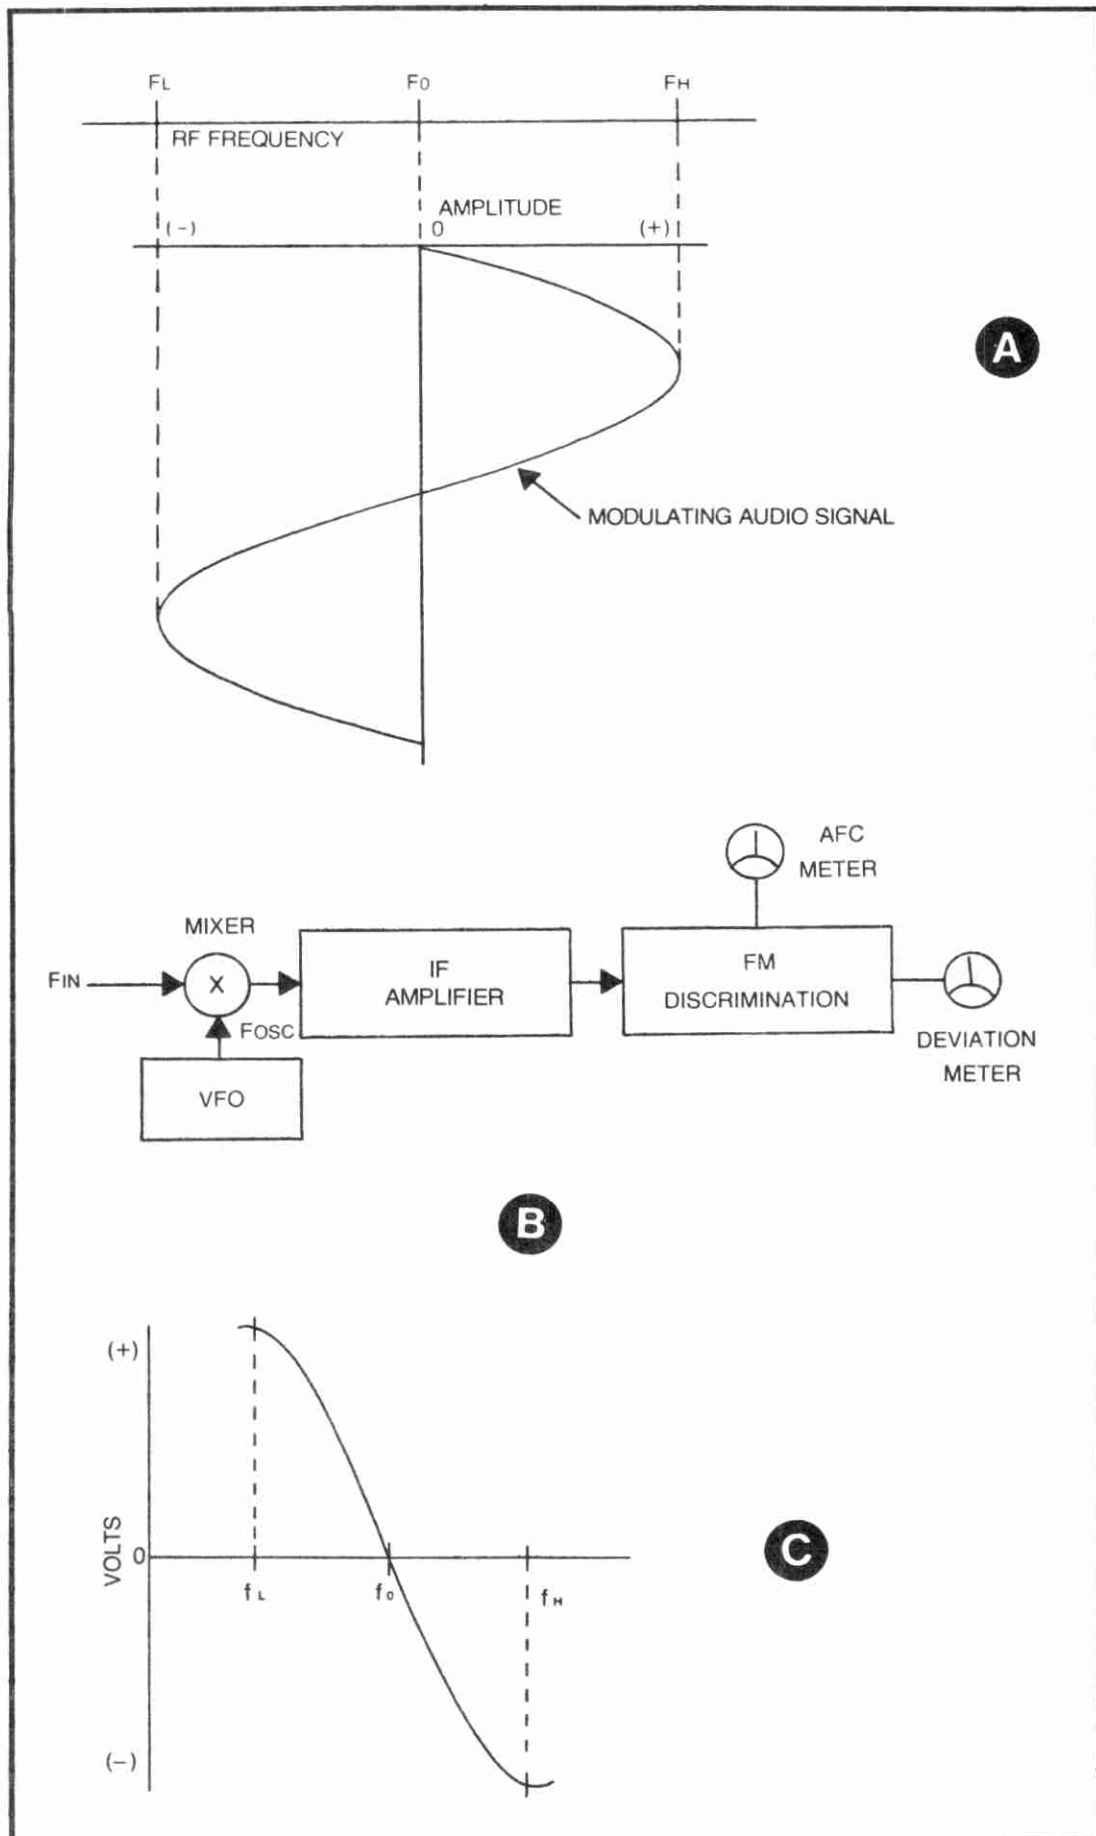 FL FO FH
RF FREQUENCY
AMPLITUDE
(-) 0 (+)
A
MODULATING AUDIO SIGNAL
AFC
METER
MIXER
FIN
X
IF
AMPLIFIER
FM
DISCRIMINATION
FOSC
VFO
DEVIATION
METER
B
(+)
VOLTS
0
fL fO fH
C
(-)